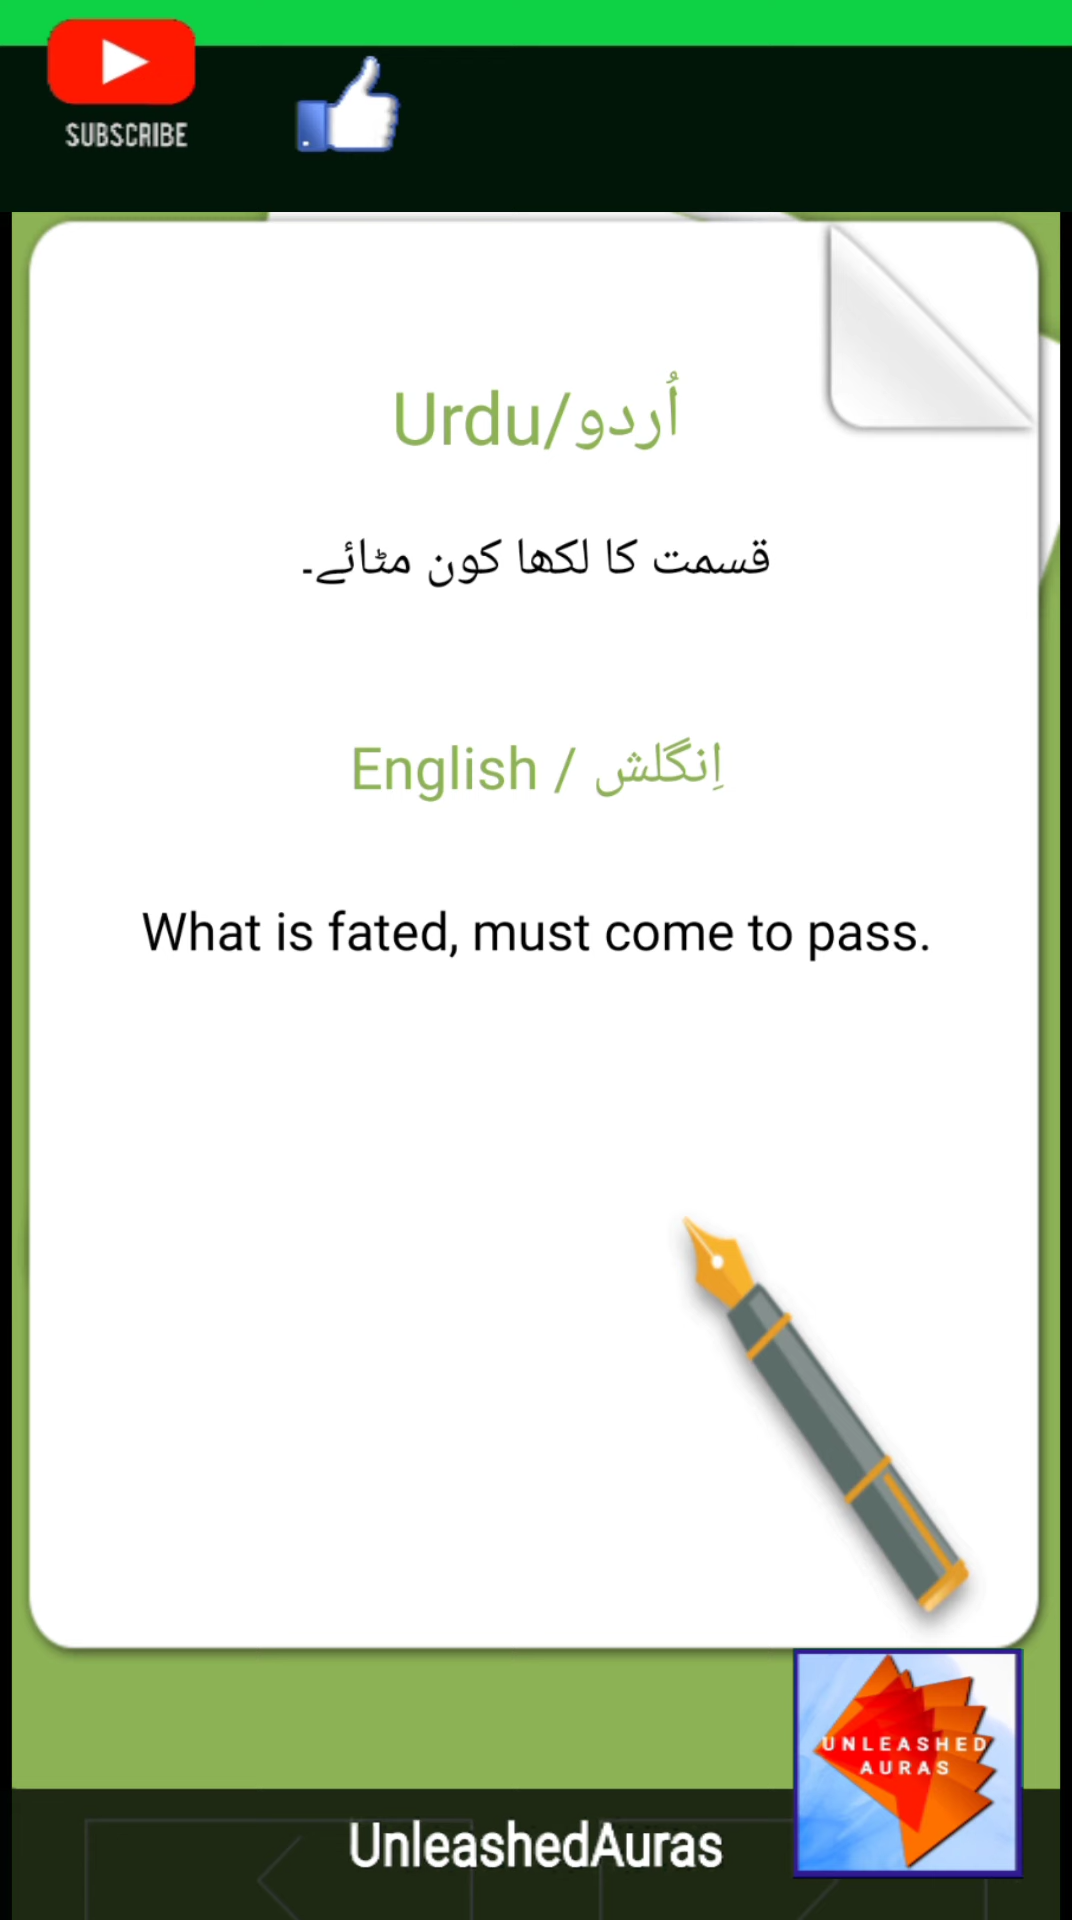 SUBSCRIBE
Urdu/اُردو
قسمت کا لکھا کون مٹائے۔
English / اِنگلش
What is fated, must come to pass.
UNLEASHED
AURAS
UnleashedAuras